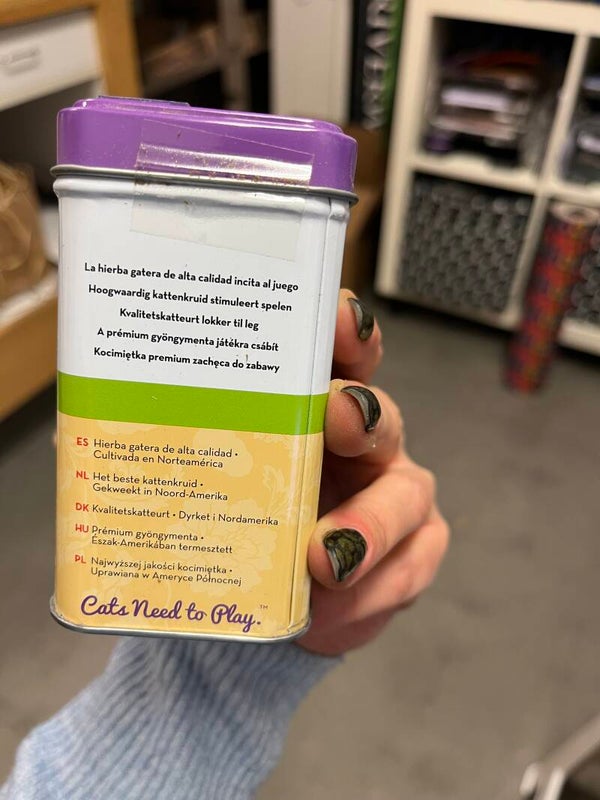 La hierba gatera de alta calidad incita al juego
Hoogwaardig kattenkruid stimuleert spelen
Kvalitetskatteurt lokker til leg
A prémium gyöngymenta játékra csábít
Kocimiętka premium zachęca do zabawy
ES Hierba gatera de alta calidad •
Cultivada en Norteamérica
NL Het beste kattenkruid •
Gekweekt in Noord-Amerika
DK Kvalitetskatteurt • Dyrket i Nordamerika
HU Prémium gyöngymenta •
Észak-Amerikában termesztett
PL Najwyższej jakości kocimiętka •
Uprawiana w Ameryce Północnej
Cats Need to Play.™